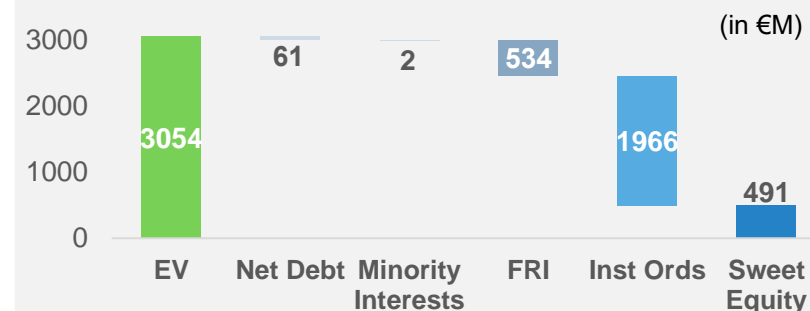 (in €M)
3000
2000
1000
0
3054
61
2
534
1966
491
EV
Net Debt
Minority
Interests
FRI
Inst Ords
Sweet
Equity